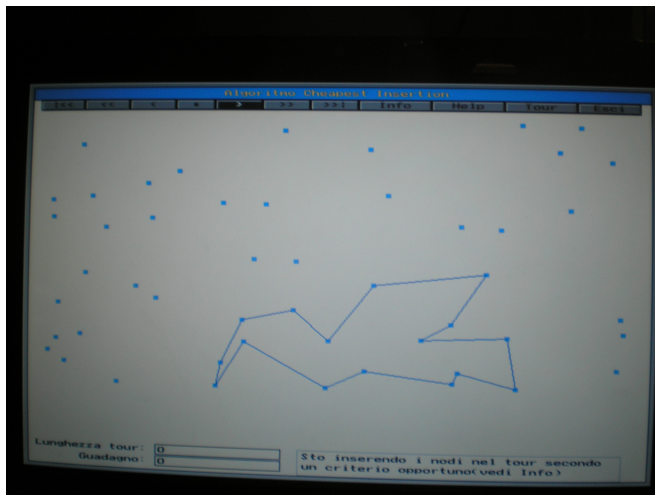 Algoritmo Cheapest Insertion
|<< << < * > >> >>| Info Help Tour Esci
Lunghezza tour: 0
Guadagno: 0
Sto inserendo i nodi nel tour secondo
un criterio opportuno(vedi Info)